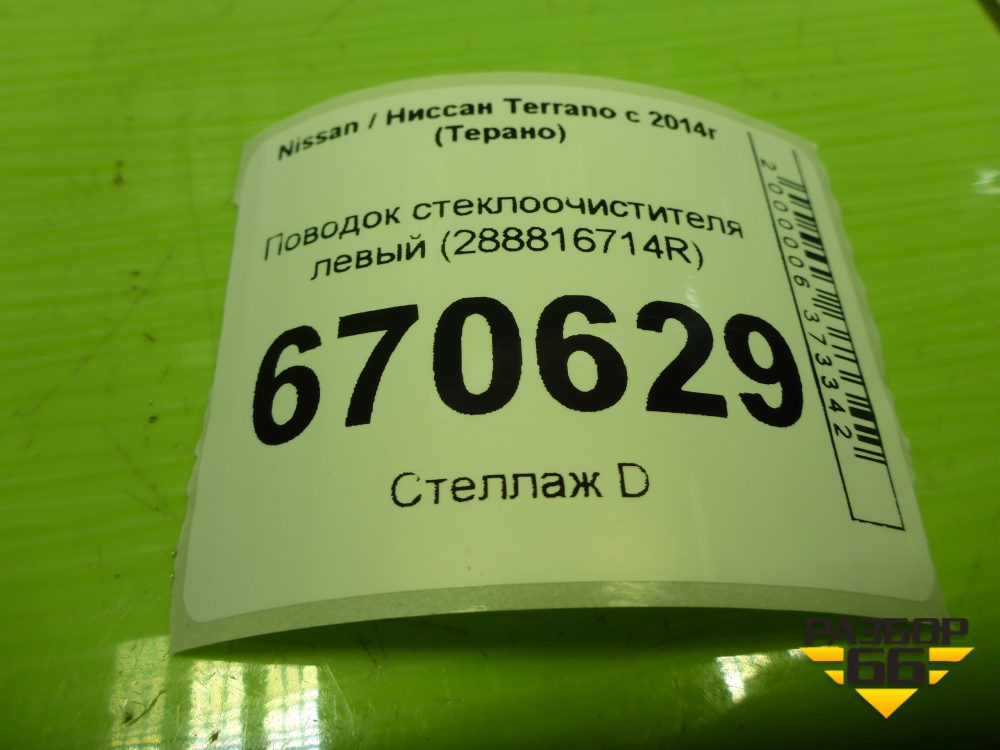 Nissan / Ниссан Terrano с 2014г
(Терано)
Поводок стеклоочистителя
левый (288816714R)
670629
Стеллаж D
2000006373342
РАЗБОР
66